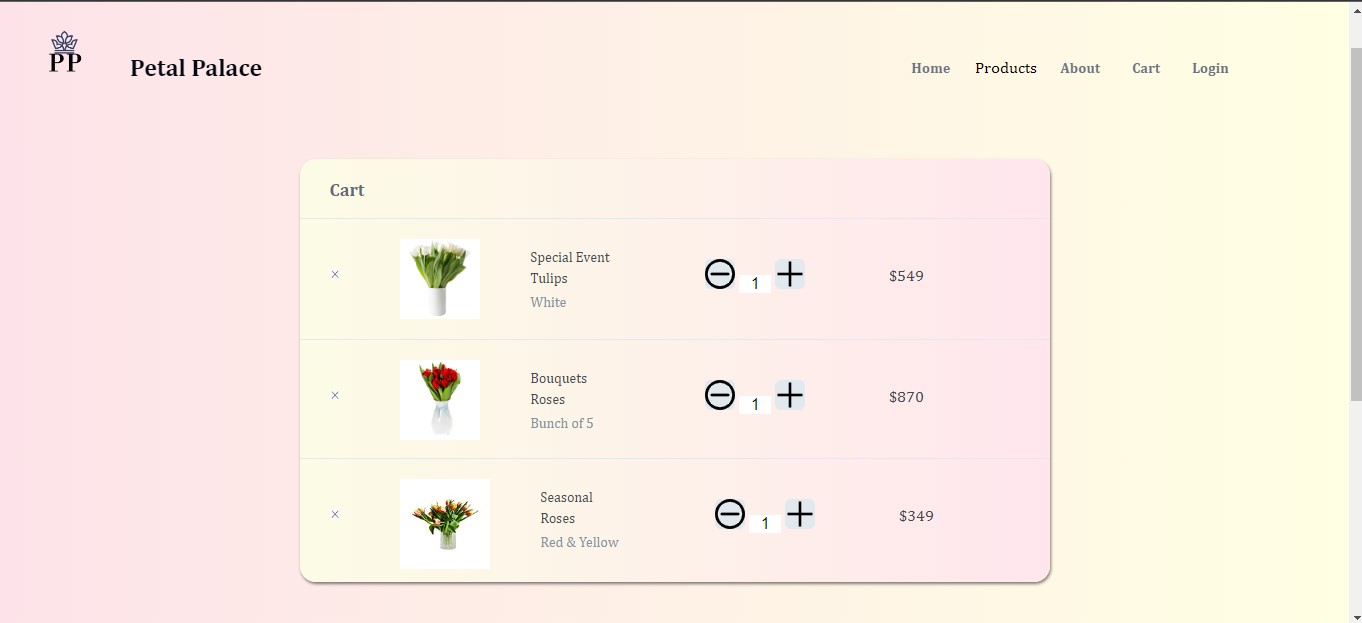 PP
Petal Palace
Home Products About Cart Login
Cart
×
Special Event
Tulips
White
1
$549
×
Bouquets
Roses
Bunch of 5
1
$870
×
Seasonal
Roses
Red & Yellow
1
$349